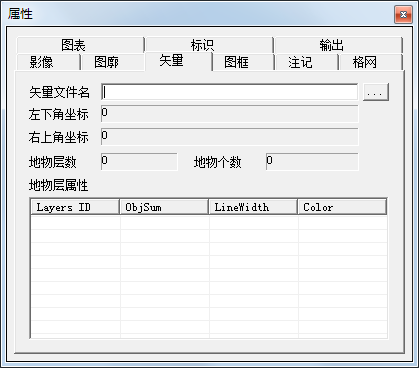 属性
图表 标识 输出
影像 图廓 矢量 图框 注记 格网
矢量文件名 ...
左下角坐标 0
右上角坐标 0
地物层数 0 地物个数 0
地物层属性
Layers ID ObjSum LineWidth Color